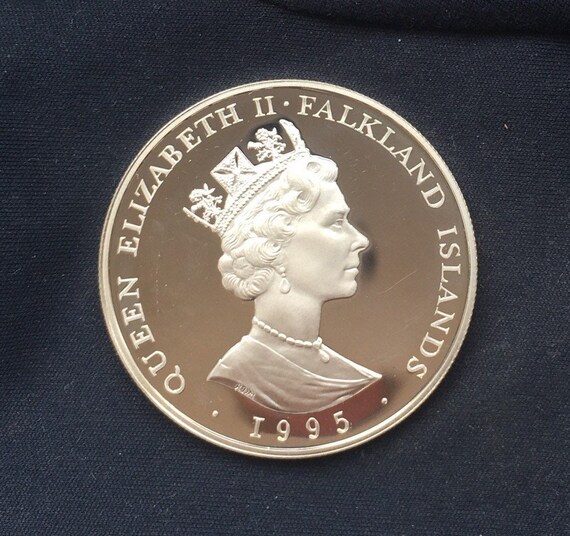 QUEEN ELIZABETH II · FALKLAND ISLANDS
· 1995 ·